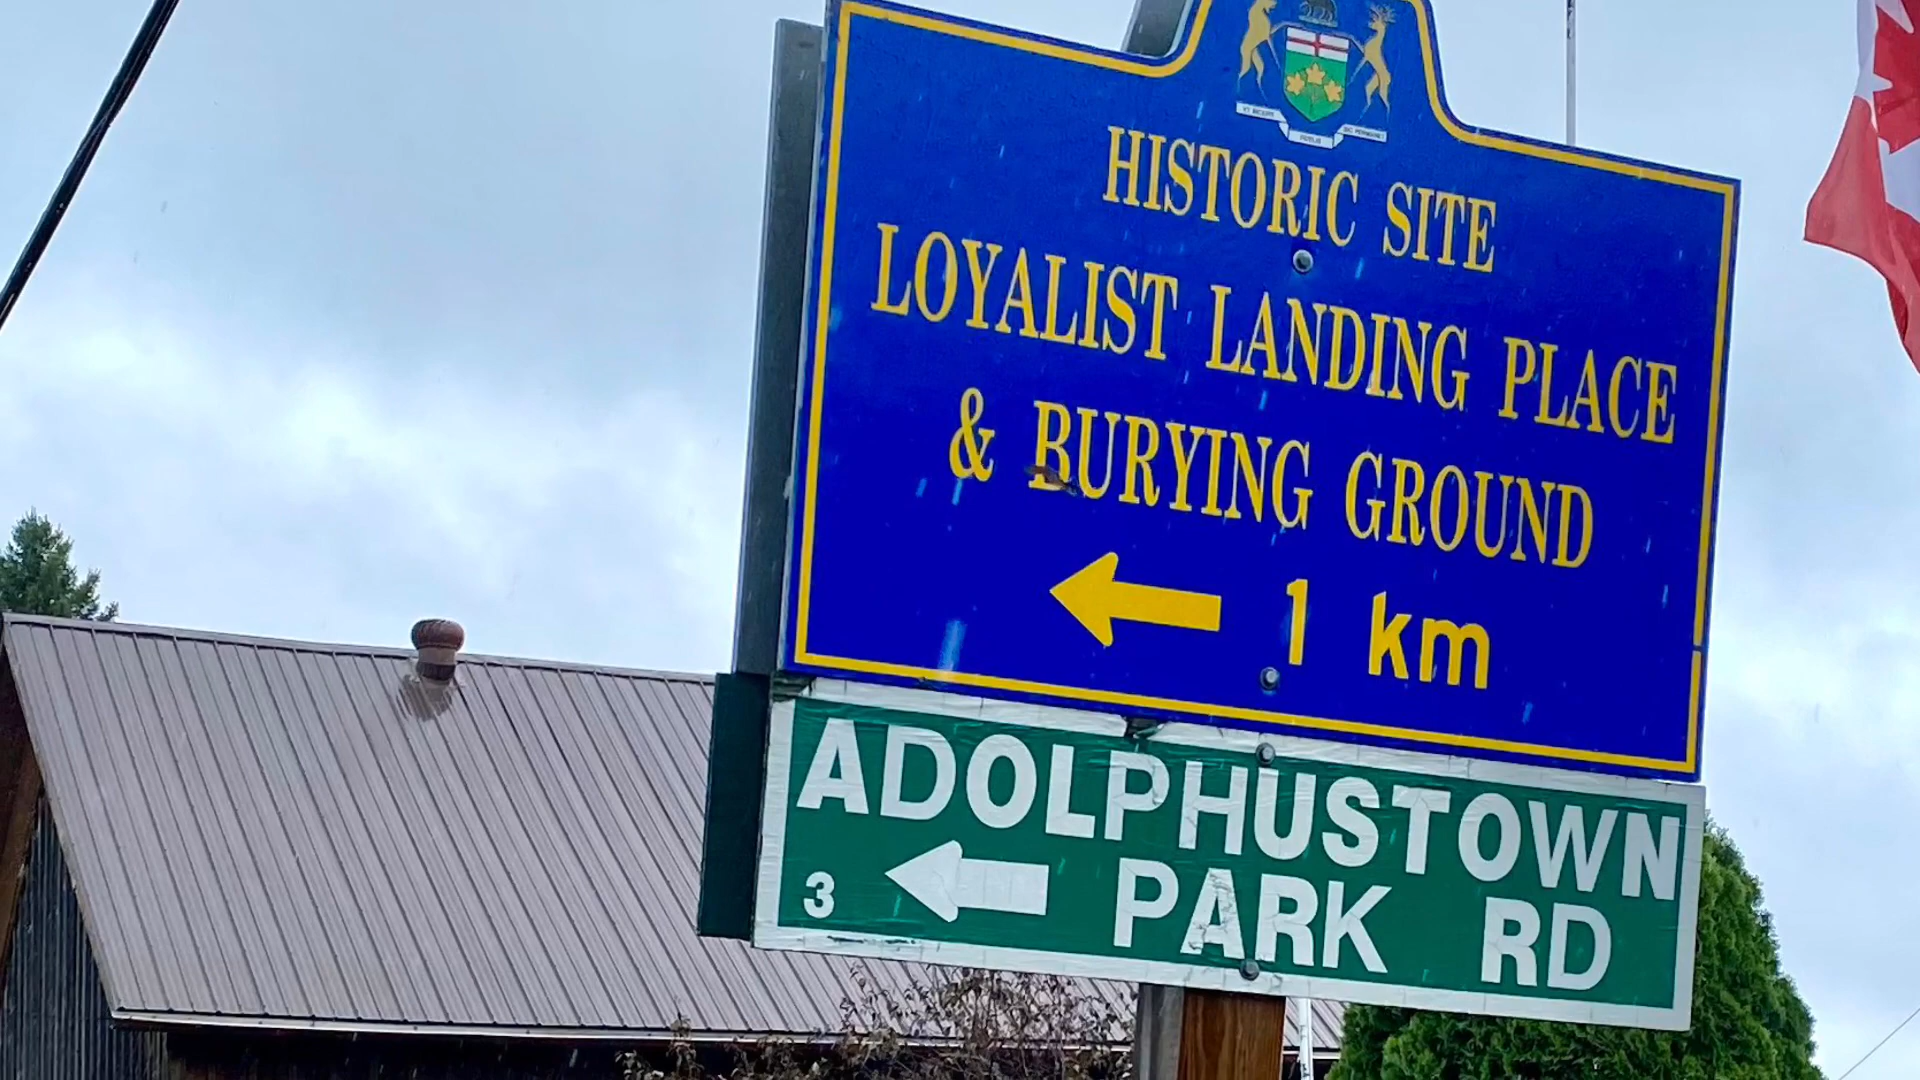 HISTORIC SITE
LOYALIST LANDING PLACE
& BURYING GROUND
1 km
ADOLPHUSTOWN
3 PARK RD